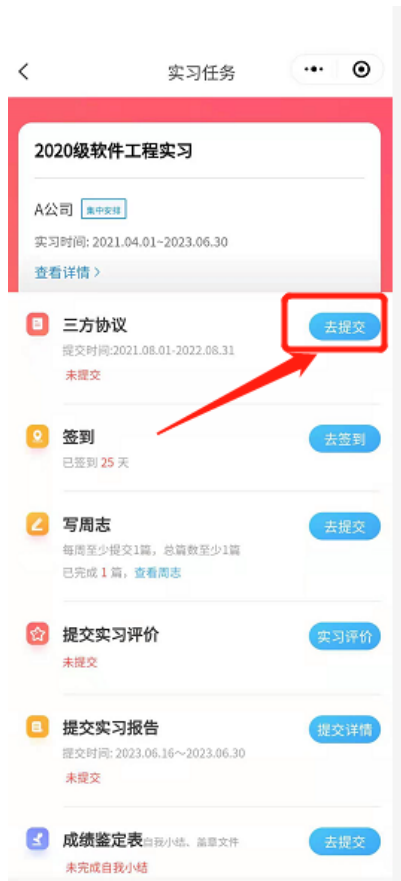 实习任务
2020级软件工程实习
A公司 集中安排
实习时间: 2021.04.01~2023.06.30
查看详情>
三方协议
去提交
提交时间:2021.08.01-2022.08.31
未提交
签到
去签到
已签到 25 天
写周志
去提交
每周至少提交1篇，总篇数至少1篇
已完成 1 篇，查看周志
提交实习评价
实习评价
未提交
提交实习报告
提交详情
提交时间: 2023.06.16～2023.06.30
未提交
成绩鉴定表自我小结、盖章文件
去提交
未完成自我小结